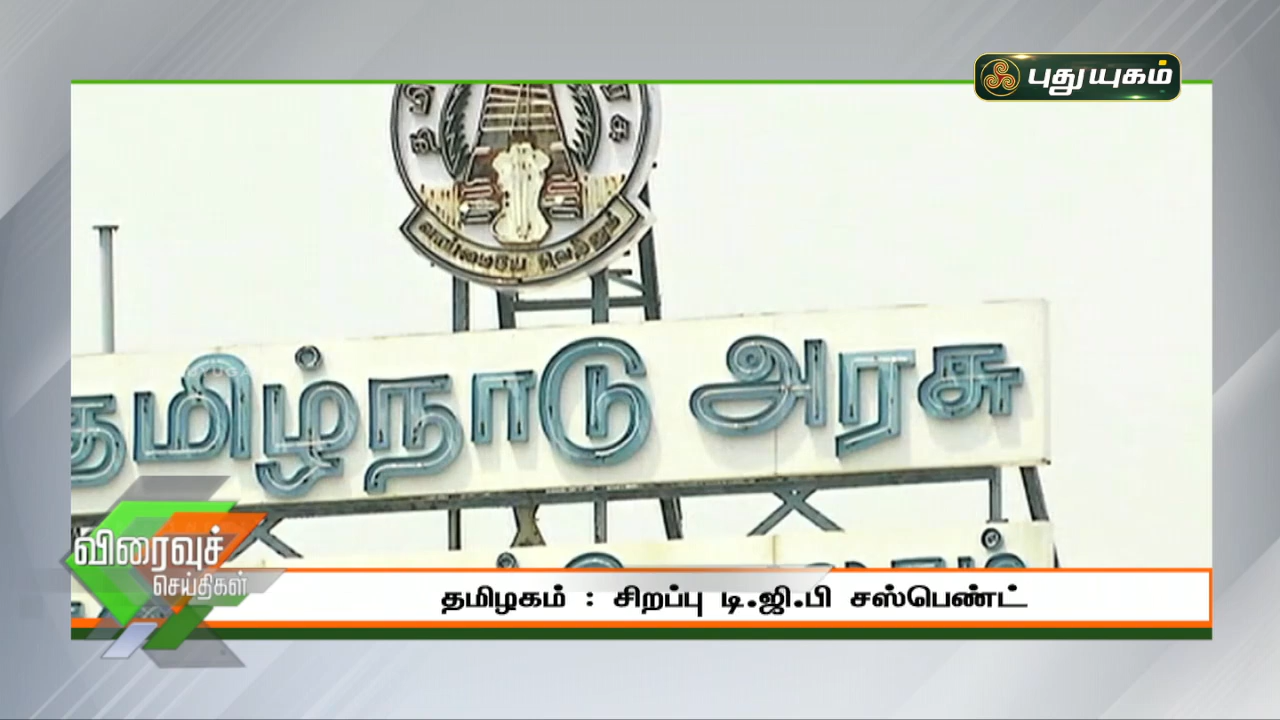 புதுயுகம்
வாய்மையே வெல்லும்
தமிழ்நாடு அரசு
விரைவுச்
செய்திகள்
தமிழகம் : சிறப்பு டி.ஜி.பி சஸ்பெண்ட்